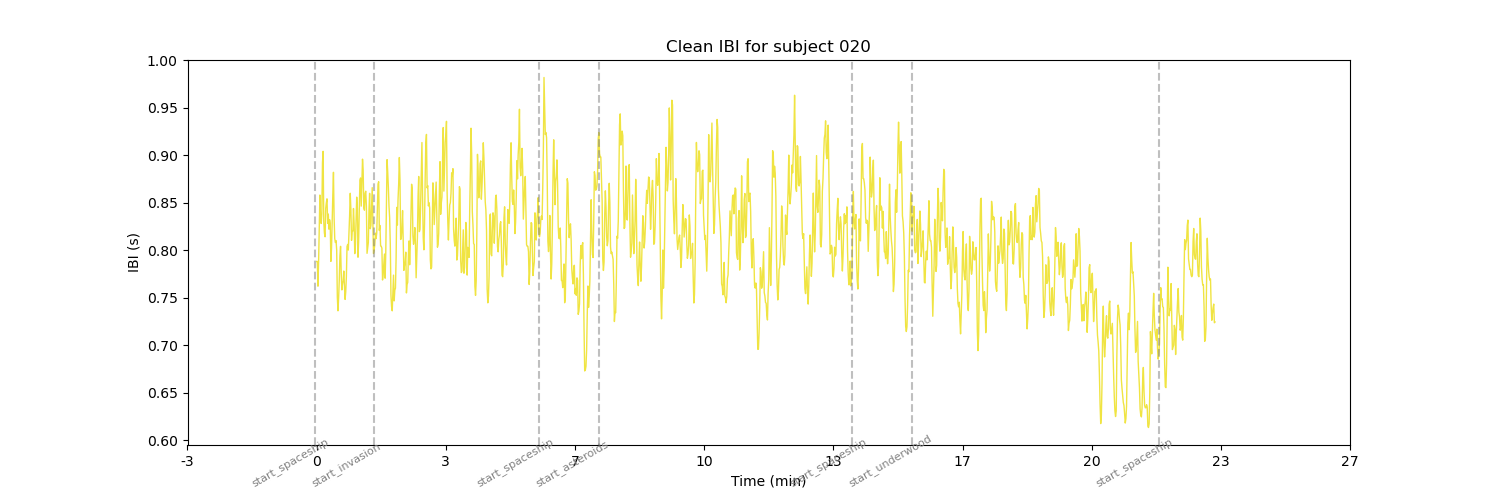 Clean IBI for subject 020
IBI (s)
1.00
0.95
0.90
0.85
0.80
0.75
0.70
0.65
0.60
-3 0 3 7 10 13 17 20 23 27
start_spaceship start_invasion start_spaceship start_asteroids start_spaceship start_underwood start_spaceship
Time (min)